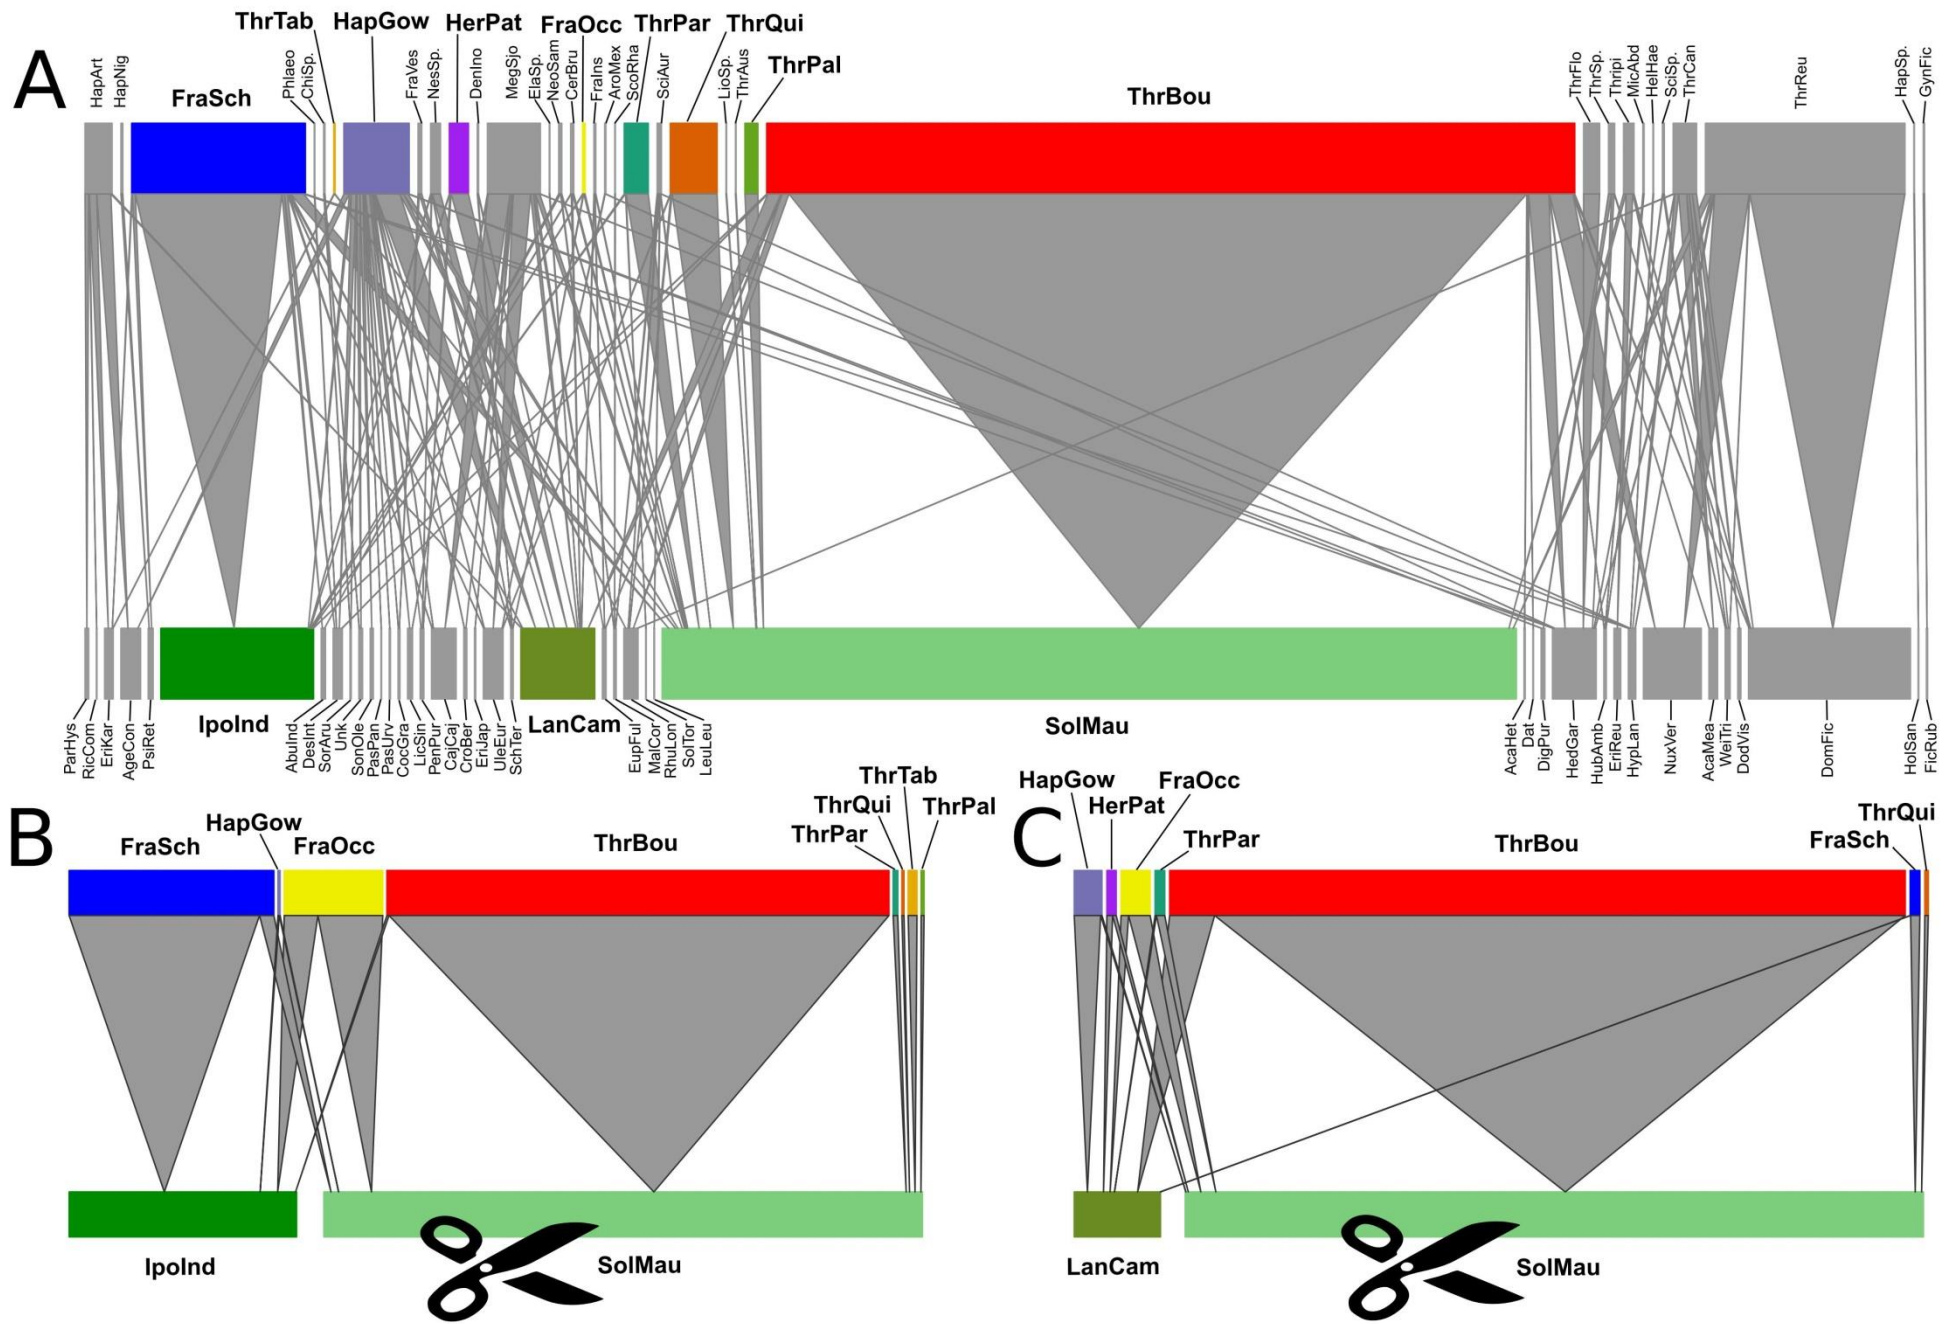 A
ThrTab HapGow HerPat FraOcc ThrPar ThrQui
FraSch ThrBou ThrPal
HapArt
HapNig
Phlaeo
ChiSp.
FraVes
NesSp.
DenIno
MegSjo
ElaSp.
NeoSam
CerBru
FraIns
AroMex
ScoRha
SciAur
LioSp.
ThrAus
ThrFlo
ThrSp.
Thripi
MicAbd
HelHae
SciSp.
ThrCan
ThrReu
HapSp.
GynFic
IpoInd LanCam SolMau
ParHys
RicCom
EriKar
AgeCon
PsiRet
AbuInd
DesInt
SorAru
Unk
SonOle
PasPan
PasUrv
CocGra
LicSin
PenPur
CajCaj
CroBer
EriJap
UleEur
SchTer
EupFul
MalCor
RhuLon
SolTor
LeuLeu
AcaHet
Dat
DigPur
HedGar
HubAmb
EriReu
HypLan
NuxVer
AcaMea
WeiTri
DodVis
DomFic
HolSan
FicRub
B
FraSch HapGow FraOcc ThrBou ThrPar ThrQui ThrTab ThrPal
IpoInd SolMau
C
HapGow HerPat FraOcc ThrPar ThrBou FraSch ThrQui
LanCam SolMau